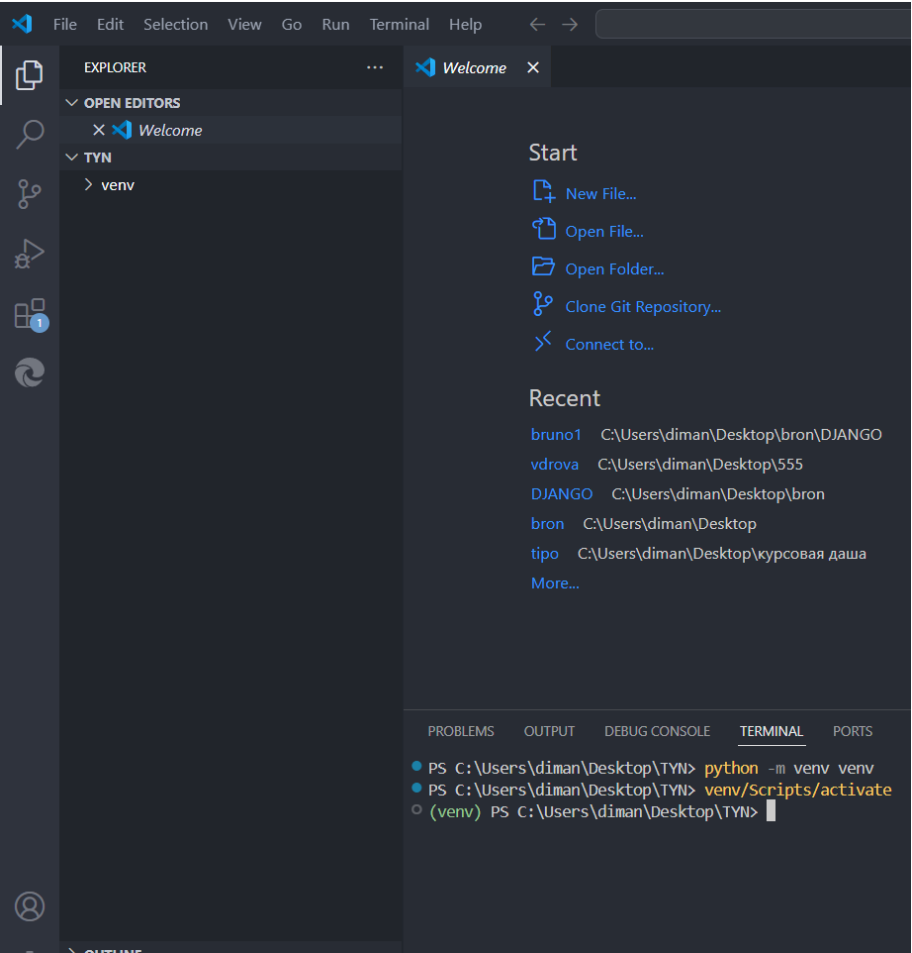 File Edit Selection View Go Run Terminal Help
EXPLORER
Welcome
OPEN EDITORS
Welcome
TYN
venv
Start
New File...
Open File...
Open Folder...
Clone Git Repository...
Connect to...
Recent
bruno1 C:\Users\diman\Desktop\bron\DJANGO
vdrova C:\Users\diman\Desktop\555
DJANGO C:\Users\diman\Desktop\bron
bron C:\Users\diman\Desktop
tipo C:\Users\diman\Desktop\курсовая даша
More...
1
PROBLEMS OUTPUT DEBUG CONSOLE TERMINAL PORTS
PS C:\Users\diman\Desktop\TYN> python -m venv venv
PS C:\Users\diman\Desktop\TYN> venv/Scripts/activate
(venv) PS C:\Users\diman\Desktop\TYN>
OUTLINE